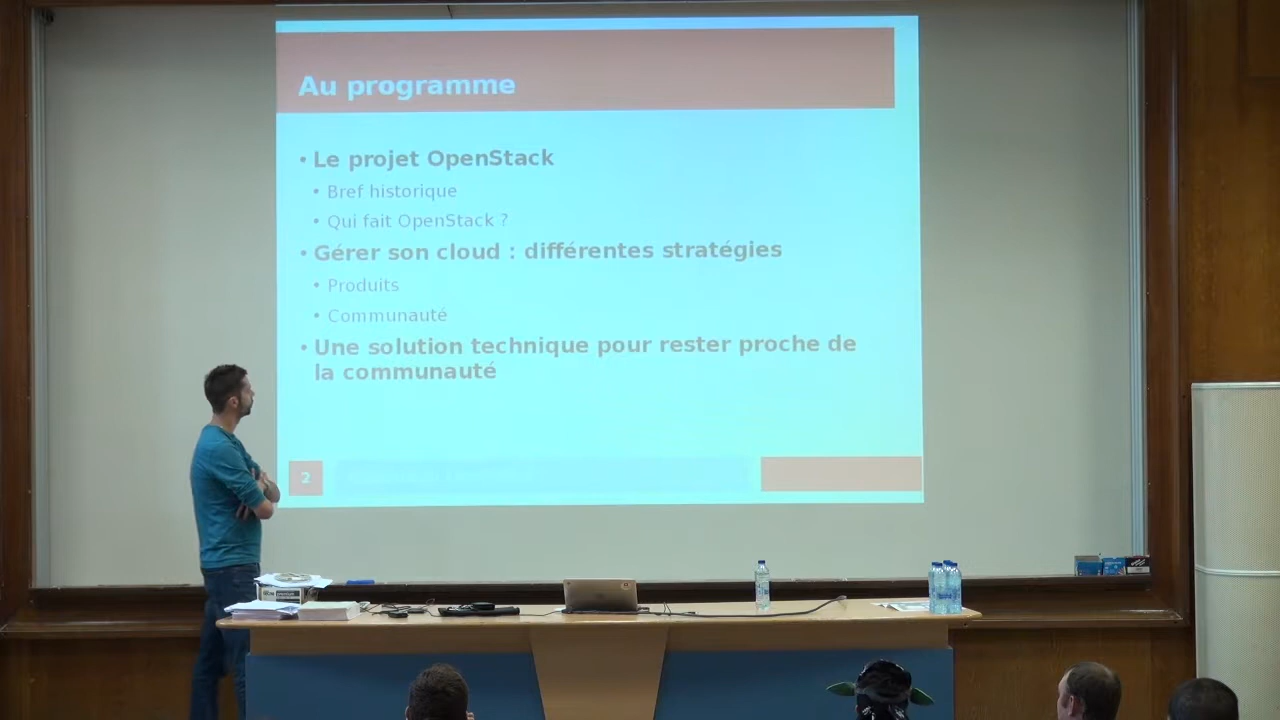 Au programme
• Le projet OpenStack
• Bref historique
• Qui fait OpenStack ?
• Gérer son cloud : différentes stratégies
• Produits
• Communauté
• Une solution technique pour rester proche de
la communauté
2